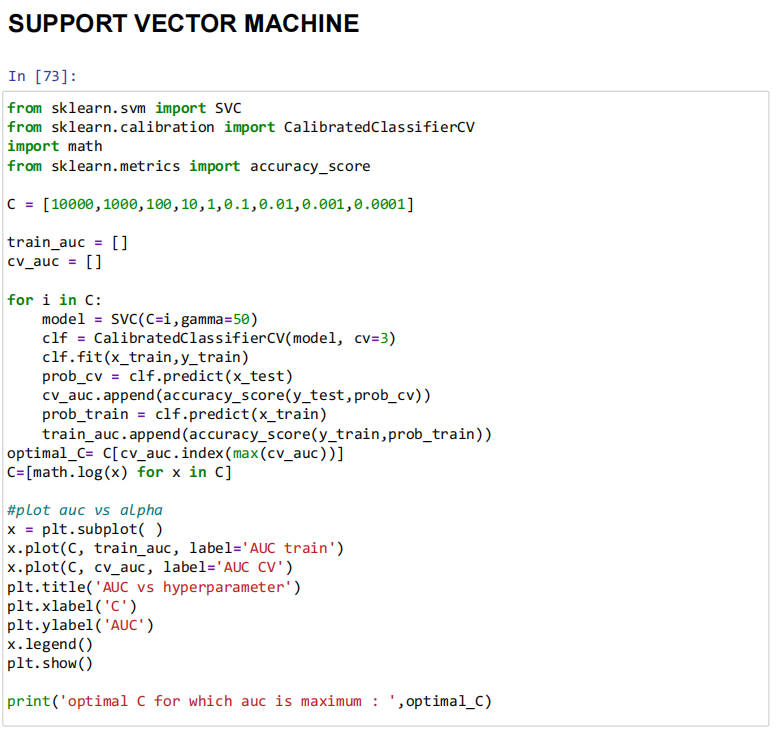 SUPPORT VECTOR MACHINE
In [73]:
from sklearn.svm import SVC
from sklearn.calibration import CalibratedClassifierCV
import math
from sklearn.metrics import accuracy_score
C = [10000,1000,100,10,1,0.1,0.01,0.001,0.0001]
train_auc = []
cv_auc = []
for i in C:
    model = SVC(C=i,gamma=50)
    clf = CalibratedClassifierCV(model, cv=3)
    clf.fit(x_train,y_train)
    prob_cv = clf.predict(x_test)
    cv_auc.append(accuracy_score(y_test,prob_cv))
    prob_train = clf.predict(x_train)
    train_auc.append(accuracy_score(y_train,prob_train))
optimal_C= C[cv_auc.index(max(cv_auc))]
C=[math.log(x) for x in C]
#plot auc vs alpha
x = plt.subplot( )
x.plot(C, train_auc, label='AUC train')
x.plot(C, cv_auc, label='AUC CV')
plt.title('AUC vs hyperparameter')
plt.xlabel('C')
plt.ylabel('AUC')
x.legend()
plt.show()
print('optimal C for which auc is maximum : ',optimal_C)